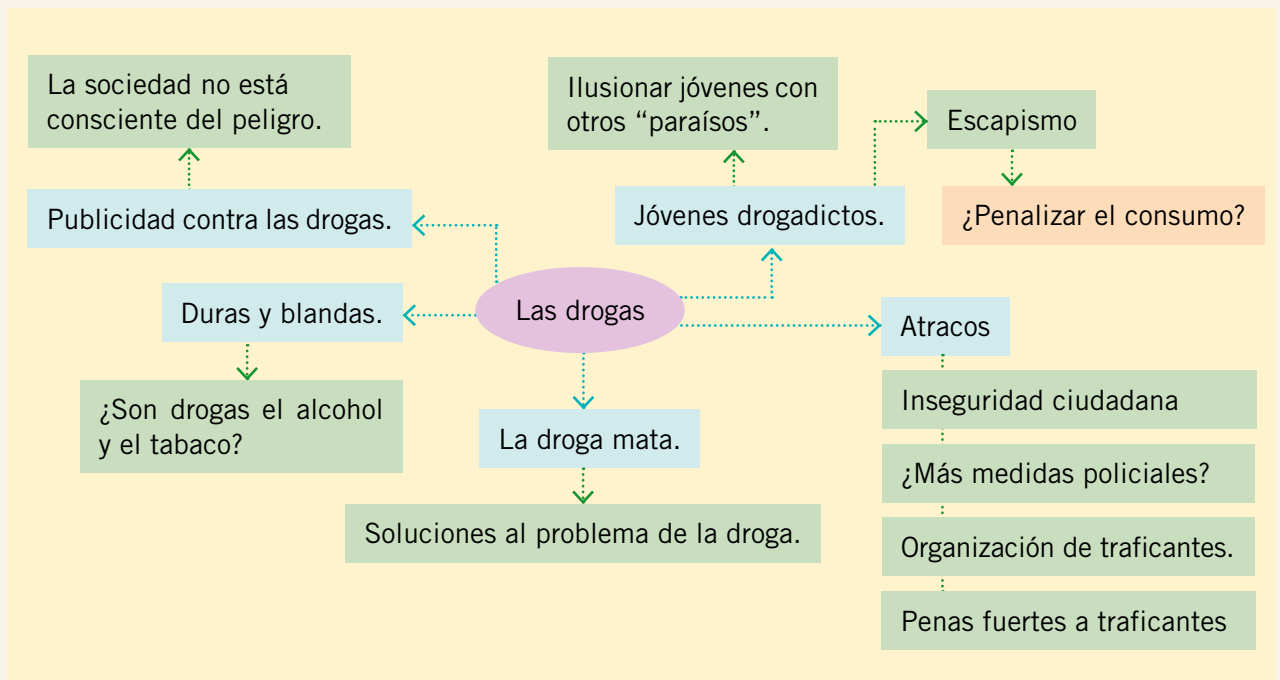 La sociedad no está
consciente del peligro.
Ilusionar jóvenes con
otros “paraísos”.
Escapismo
Publicidad contra las drogas.
Jóvenes drogadictos.
¿Penalizar el consumo?
Duras y blandas.
Las drogas
Atracos
¿Son drogas el alcohol
y el tabaco?
La droga mata.
Inseguridad ciudadana
¿Más medidas policiales?
Soluciones al problema de la droga.
Organización de traficantes.
Penas fuertes a traficantes